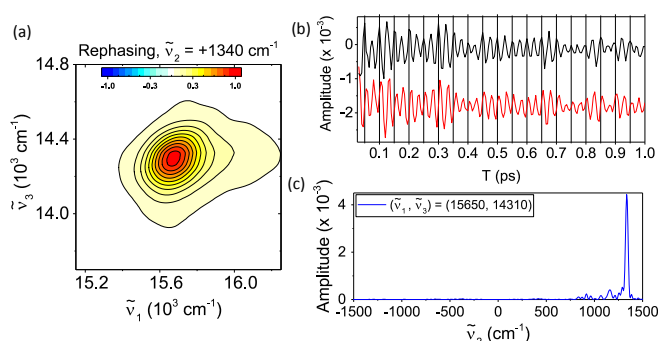 (a)
Rephasing, ν̃₂ = +1340 cm⁻¹
-1.0 -0.3 0.3 1.0
14.8
14.4
14.0
ν̃₃ (10³ cm⁻¹)
15.2 15.6 16.0
ν̃₁ (10³ cm⁻¹)
(b)
0
-1
-2
Amplitude (x 10⁻³)
0.1 0.2 0.3 0.4 0.5 0.6 0.7 0.8 0.9 1.0
T (ps)
(c)
(ν̃₁, ν̃₃) = (15650, 14310)
4
2
0
Amplitude (x 10⁻³)
-1500 -1000 -500 0 500 1000 1500
ν̃₂ (cm⁻¹)